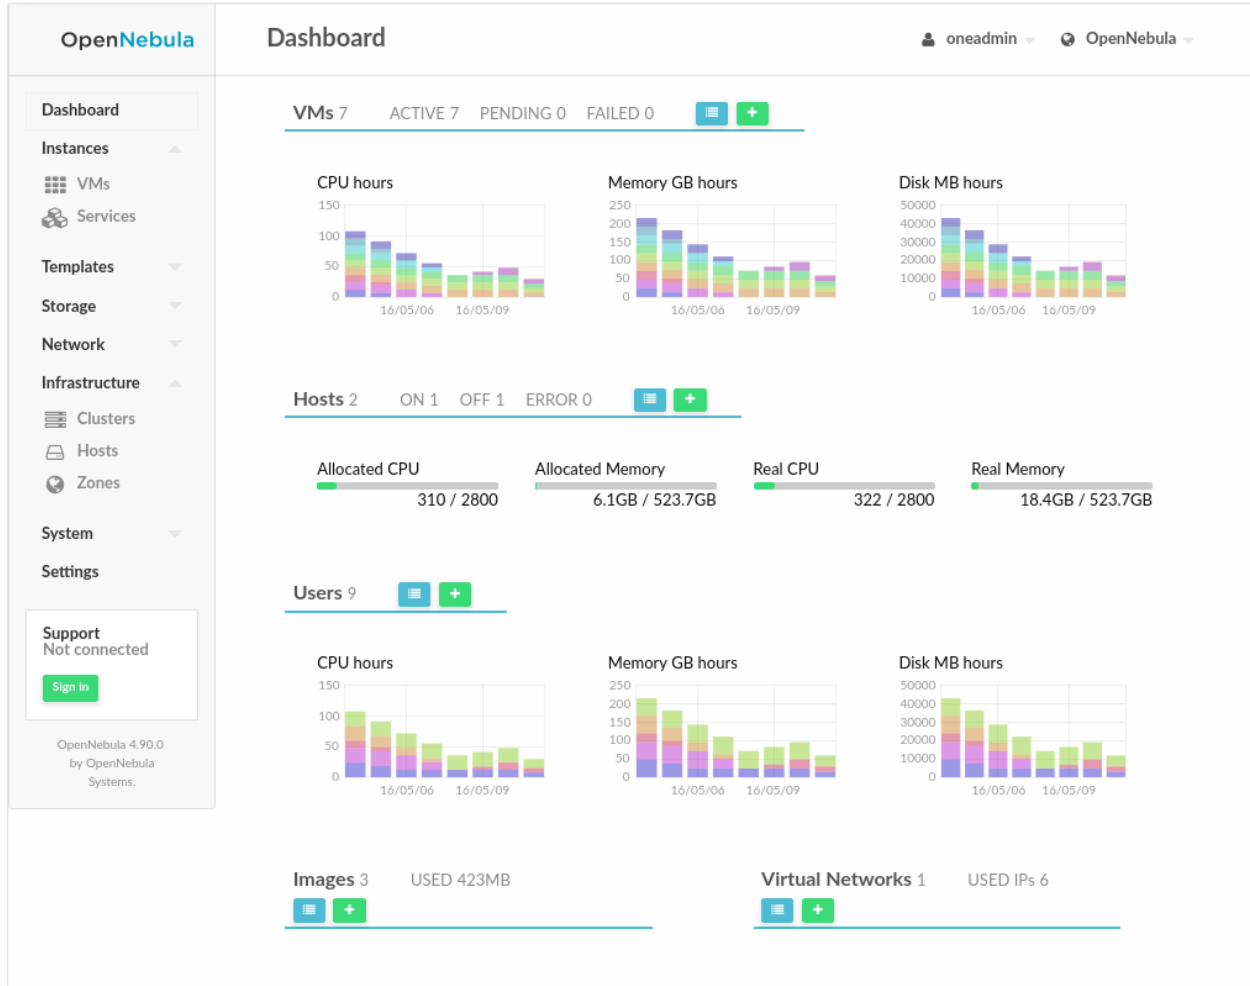 OpenNebula
Dashboard
oneadmin
OpenNebula
Dashboard
Instances
VMs
Services
Templates
Storage
Network
Infrastructure
Clusters
Hosts
Zones
System
Settings
Support
Not connected
Sign in
OpenNebula 4.90.0
by OpenNebula
Systems.
VMs 7 ACTIVE 7 PENDING 0 FAILED 0
CPU hours
150
100
50
0
16/05/06 16/05/09
Memory GB hours
250
200
150
100
50
0
16/05/06 16/05/09
Disk MB hours
50000
40000
30000
20000
10000
0
16/05/06 16/05/09
Hosts 2 ON 1 OFF 1 ERROR 0
Allocated CPU
310 / 2800
Allocated Memory
6.1GB / 523.7GB
Real CPU
322 / 2800
Real Memory
18.4GB / 523.7GB
Users 9
CPU hours
150
100
50
0
16/05/06 16/05/09
Memory GB hours
250
200
150
100
50
0
16/05/06 16/05/09
Disk MB hours
50000
40000
30000
20000
10000
0
16/05/06 16/05/09
Images 3 USED 423MB
Virtual Networks 1 USED IPs 6